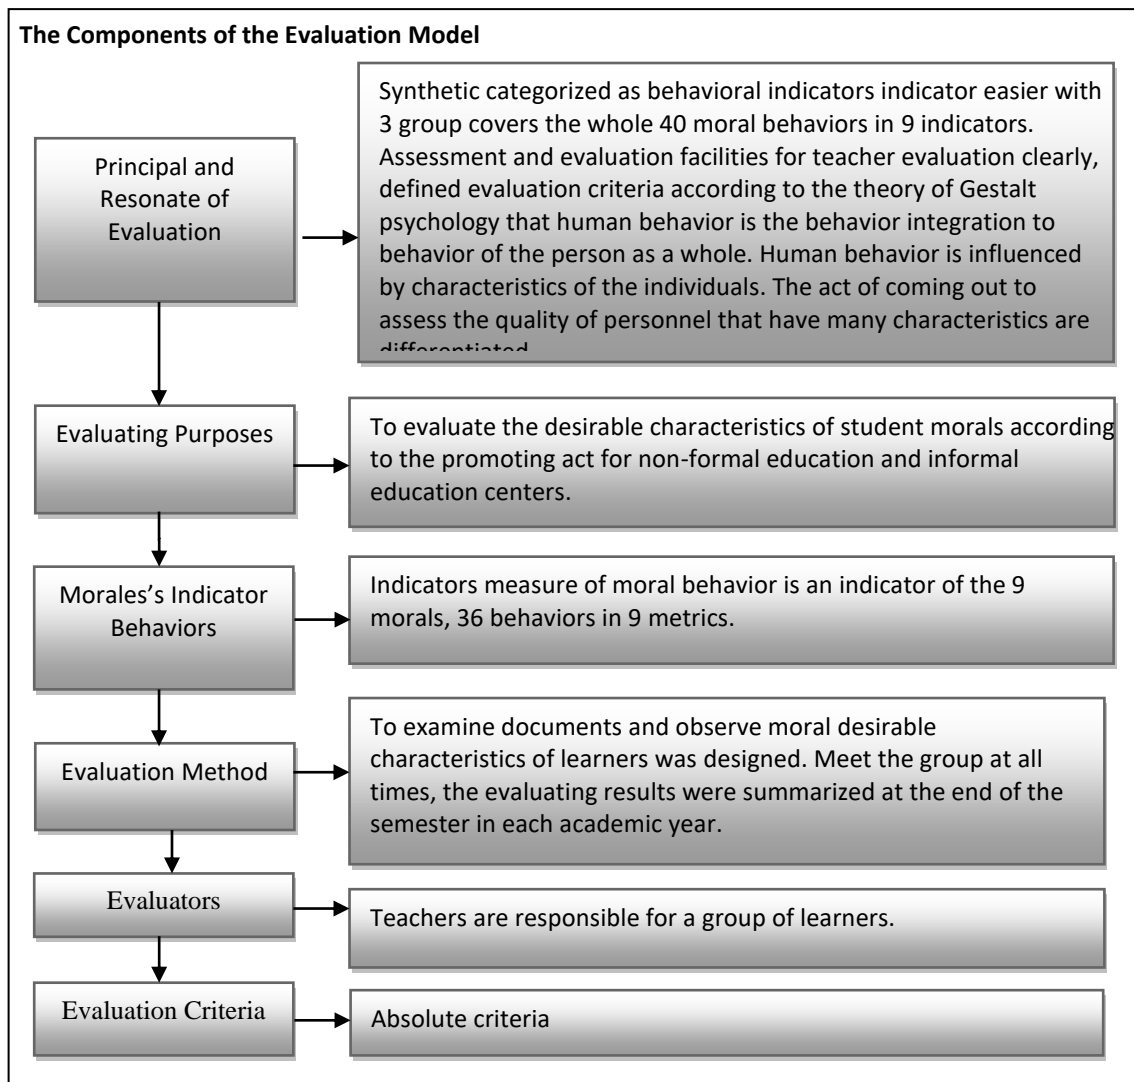 The Components of the Evaluation Model
Principal and
Resonate of
Evaluation
Synthetic categorized as behavioral indicators indicator easier with
3 group covers the whole 40 moral behaviors in 9 indicators.
Assessment and evaluation facilities for teacher evaluation clearly,
defined evaluation criteria according to the theory of Gestalt
psychology that human behavior is the behavior integration to
behavior of the person as a whole. Human behavior is influenced
by characteristics of the individuals. The act of coming out to
assess the quality of personnel that have many characteristics are
differentiated
Evaluating Purposes
To evaluate the desirable characteristics of student morals according
to the promoting act for non-formal education and informal
education centers.
Morales's Indicator
Behaviors
Indicators measure of moral behavior is an indicator of the 9
morals, 36 behaviors in 9 metrics.
Evaluation Method
To examine documents and observe moral desirable
characteristics of learners was designed. Meet the group at all
times, the evaluating results were summarized at the end of the
semester in each academic year.
Evaluators
Teachers are responsible for a group of learners.
Evaluation Criteria
Absolute criteria